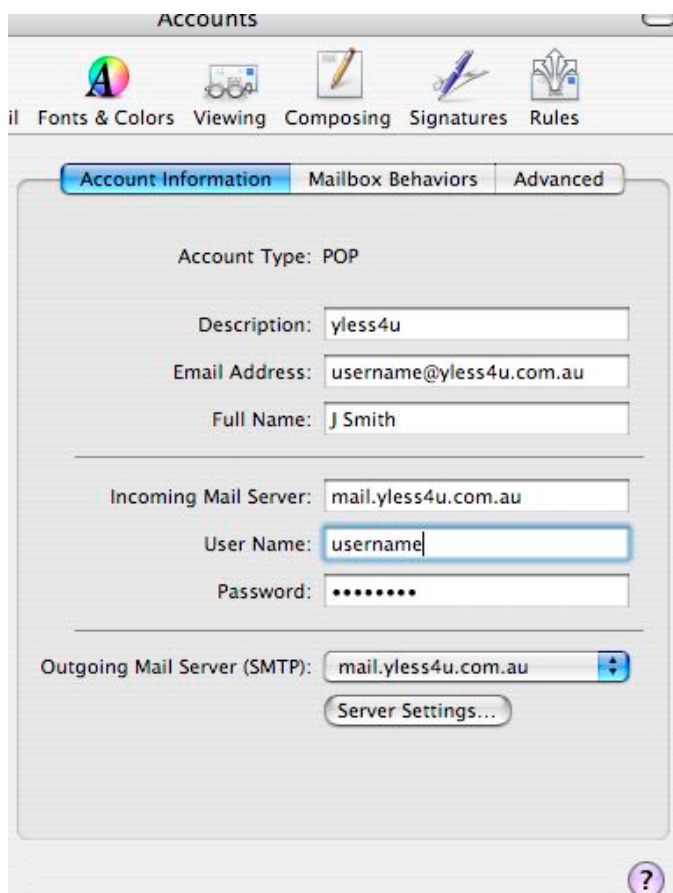 Accounts
il Fonts & Colors Viewing Composing Signatures Rules
Account Information Mailbox Behaviors Advanced
Account Type: POP
Description: yless4u
Email Address: username@yless4u.com.au
Full Name: J Smith
Incoming Mail Server: mail.yless4u.com.au
User Name: username
Password: ••••••••
Outgoing Mail Server (SMTP): mail.yless4u.com.au
Server Settings...
?